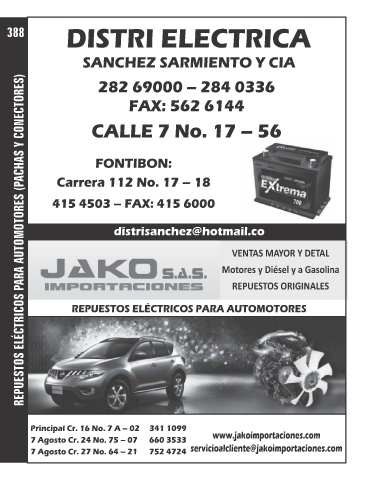 388
REPUESTOS ELÉCTRICOS PARA AUTOMOTORES (PACHAS Y CONECTORES)
DISTRI ELECTRICA
SANCHEZ SARMIENTO Y CIA
282 69000 – 284 0336
FAX: 562 6144
CALLE 7 No. 17 – 56
FONTIBON:
Carrera 112 No. 17 – 18
415 4503 – FAX: 415 6000
Extrema
700
distrisanchez@hotmail.co
JAKO S.A.S.
IMPORTACIONES
VENTAS MAYOR Y DETAL
Motores y Diésel y a Gasolina
REPUESTOS ORIGINALES
REPUESTOS ELÉCTRICOS PARA AUTOMOTORES
Principal Cr. 16 No. 7 A – 02 341 1099
7 Agosto Cr. 24 No. 75 – 07 660 3533
7 Agosto Cr. 27 No. 64 – 21 752 4724
www.jakoimportaciones.com
servicioalcliente@jakoimportaciones.com